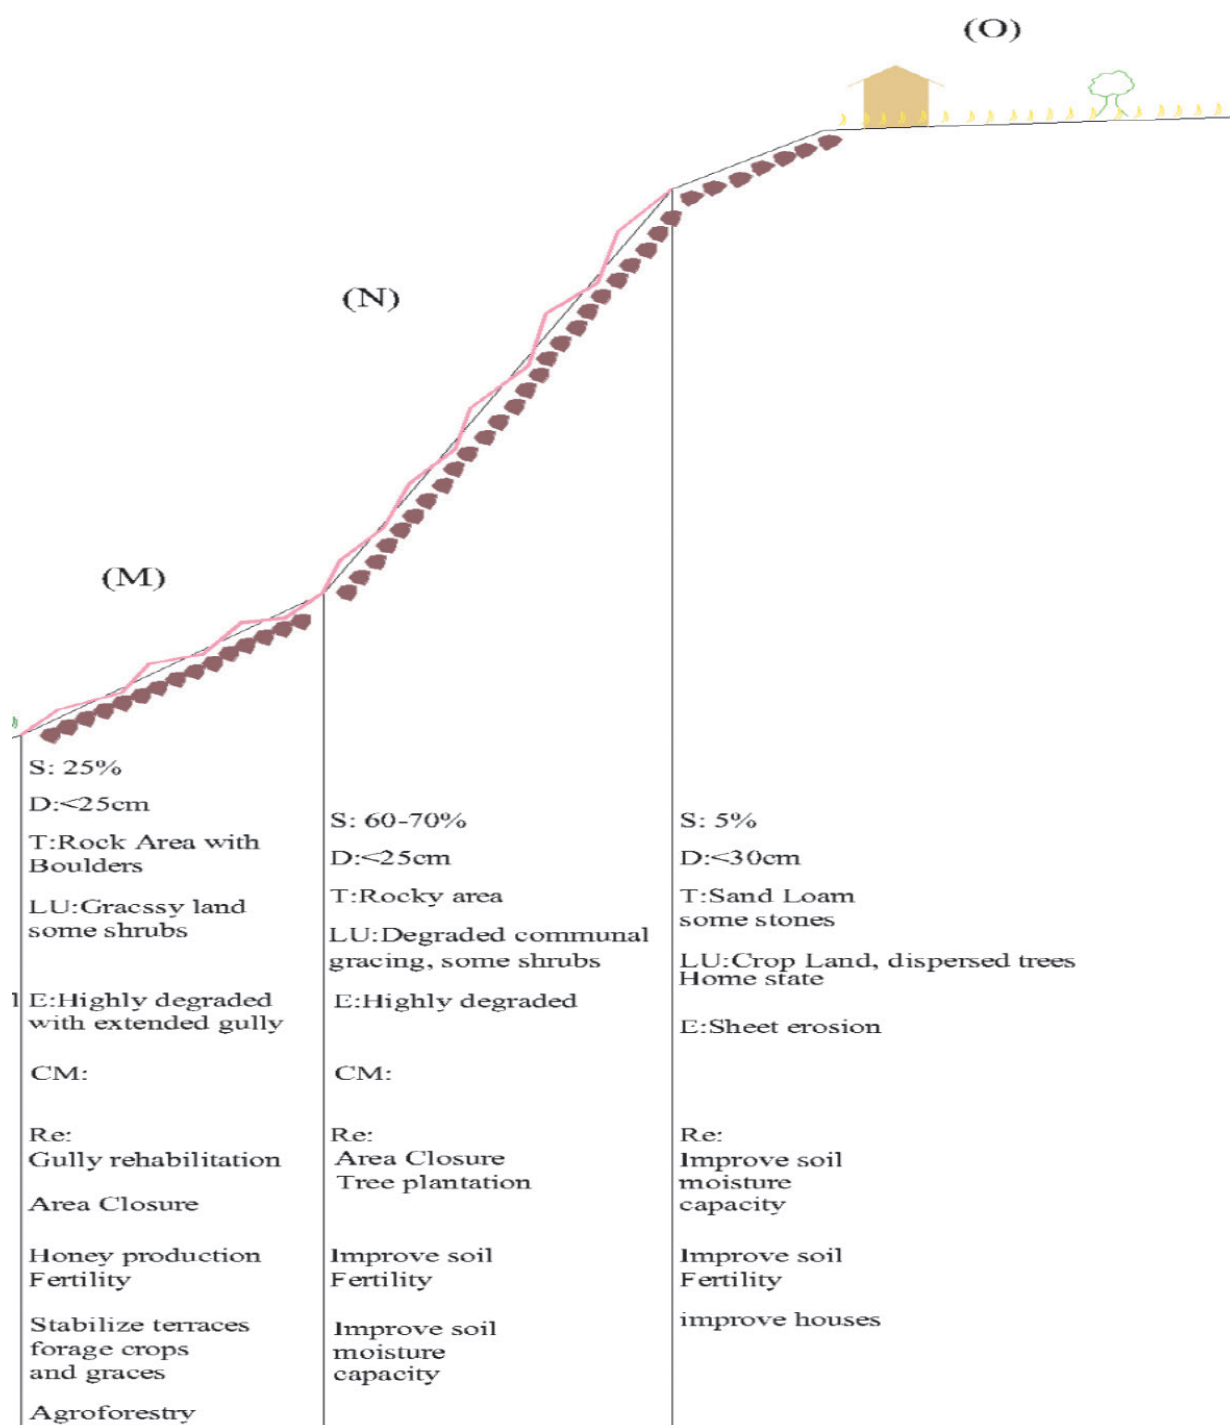 (O)
(N)
(M)
S: 25%
D:<25cm
T:Rock Area with
Boulders
LU:Gracssy land
some shrubs
l
E:Highly degraded
with extended gully
CM:
Re:
Gully rehabilitation
Area Closure
Honey production
Fertility
Stabilize terraces
forage crops
and graces
Agroforestry
S: 60-70%
D:<25cm
T:Rocky area
LU:Degraded communal
gracing, some shrubs
E:Highly degraded
CM:
Re:
Area Closure
Tree plantation
Improve soil
Fertility
Improve soil
moisture
capacity
S: 5%
D:<30cm
T:Sand Loam
some stones
LU:Crop Land, dispersed trees
Home state
E:Sheet erosion
Re:
Improve soil
moisture
capacity
Improve soil
Fertility
improve houses